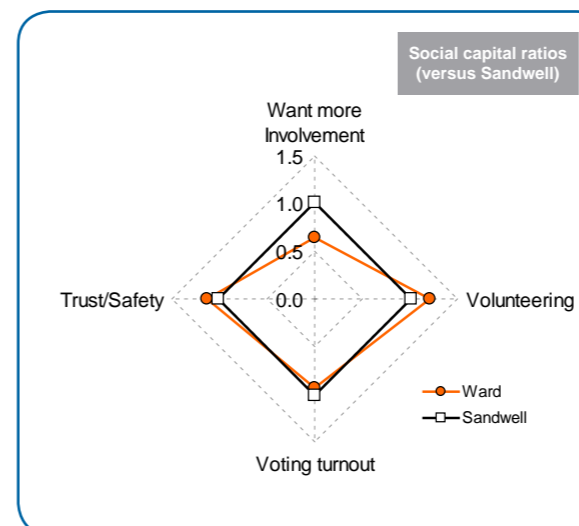 Social capital ratios
(versus Sandwell)
Want more
Involvement
1.5
1.0
0.5
0.0
Trust/Safety
Volunteering
Ward
Sandwell
Voting turnout